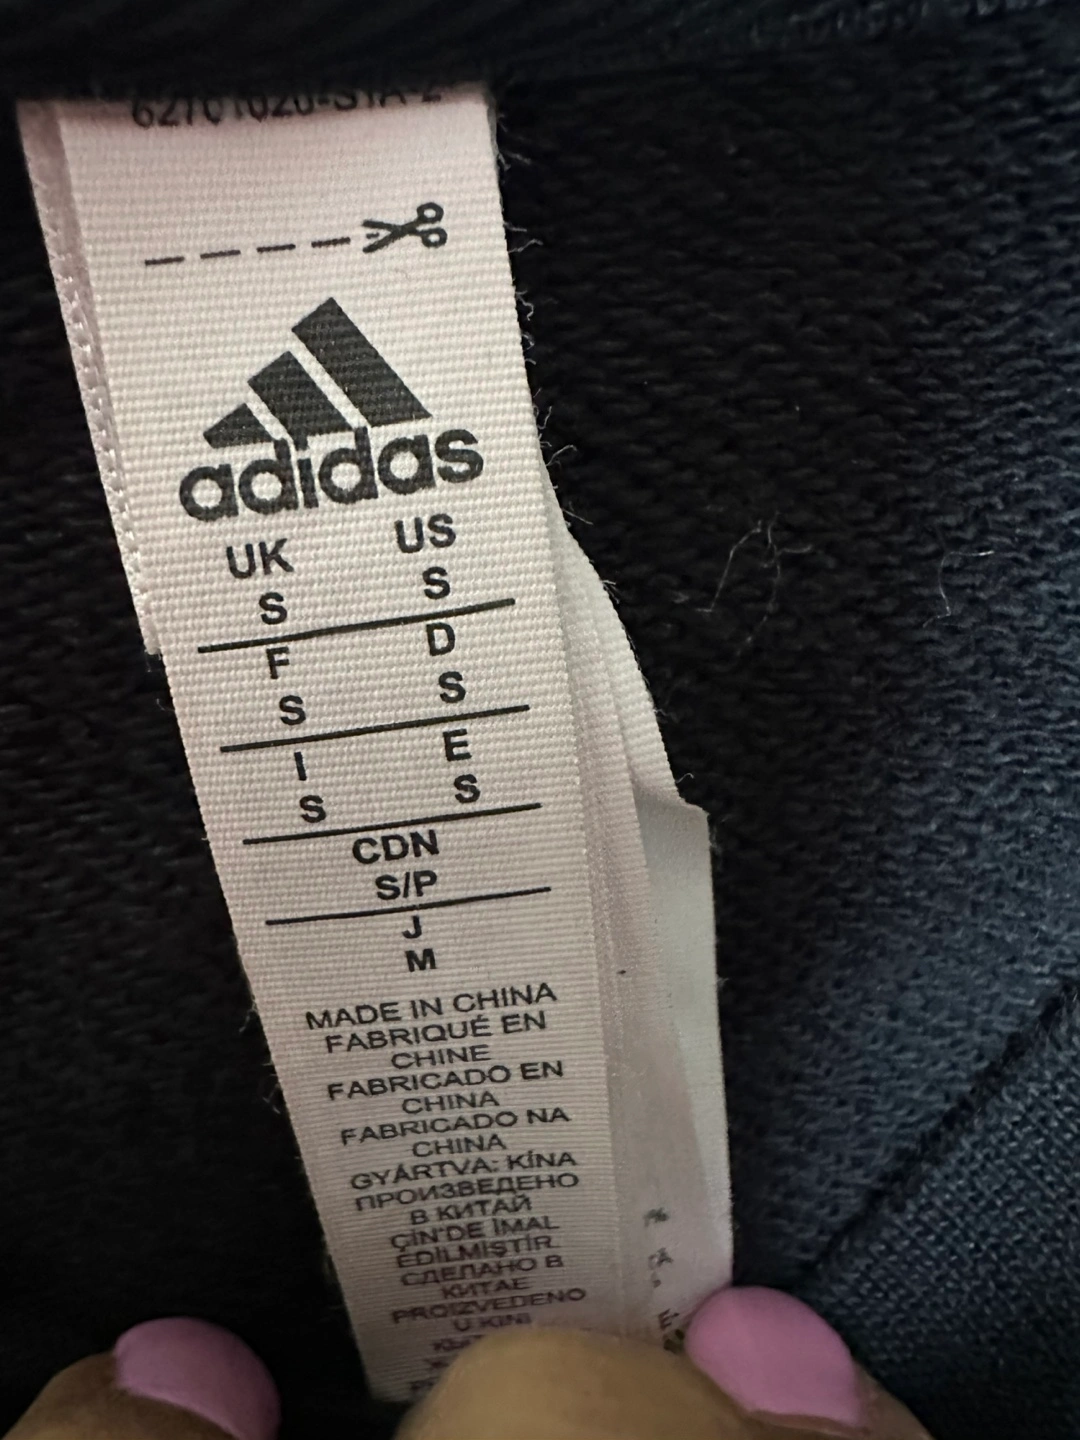 adidas
UK US
S S
F D
S S
I E
S S
CDN
S/P
J
M
MADE IN CHINA
FABRIQUÉ EN
CHINE
FABRICADO EN
CHINA
FABRICADO NA
CHINA
GYÁRTVA: KÍNA
ПРОИЗВЕДЕНО
В КИТАЙ
ÇİN'DE İMAL
EDİLMİŞTİR
СДЕЛАНО В
КИТАЕ
PROIZVEDENO
U KINI